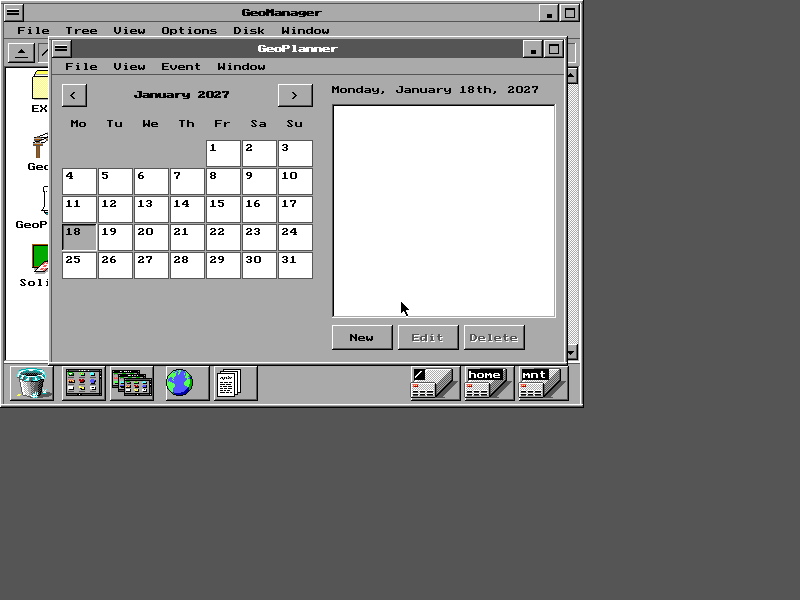 GeoManager
File Tree View Options Disk Window
GeoPlanner
File View Event Window
< January 2027 >
Monday, January 18th, 2027
Mo Tu We Th Fr Sa Su
1 2 3
4 5 6 7 8 9 10
11 12 13 14 15 16 17
18 19 20 21 22 23 24
25 26 27 28 29 30 31
EX
Geo
GeoP
Soli
New Edit Delete
/ home mnt